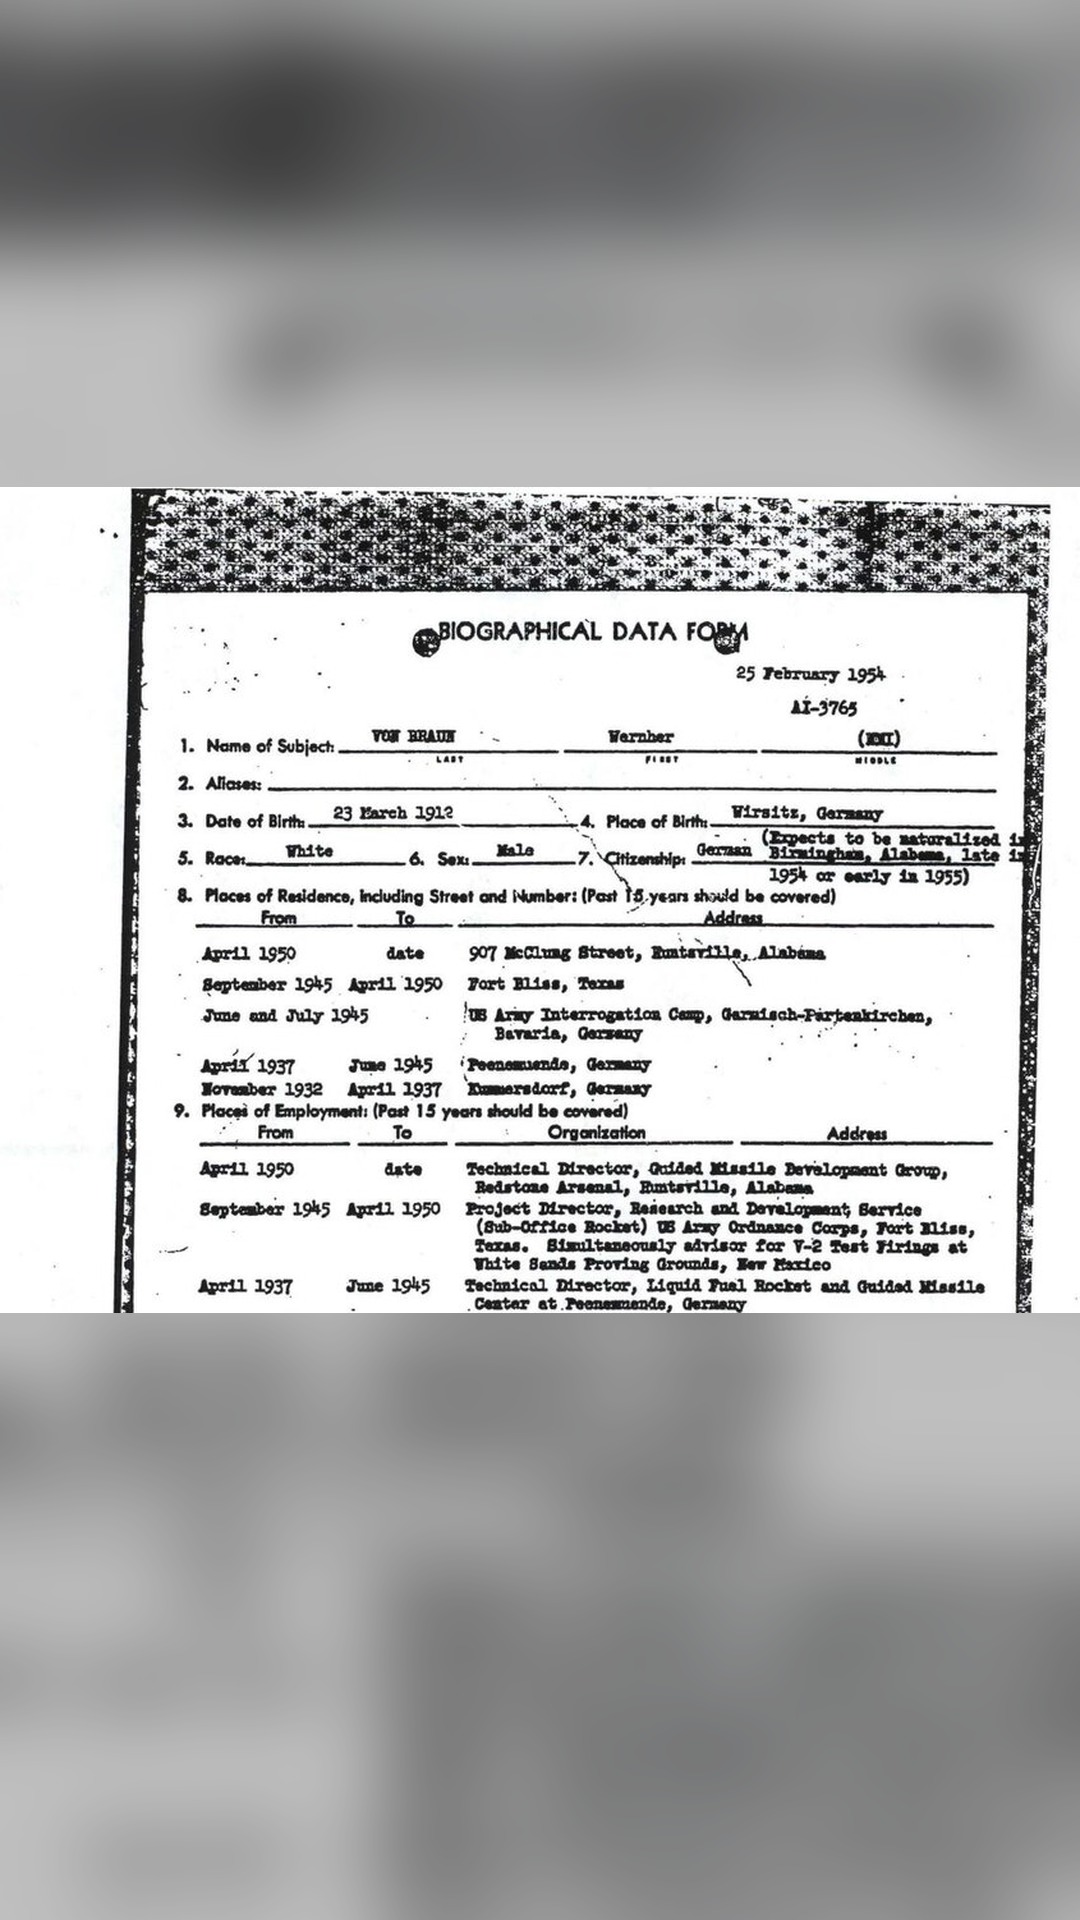 BIOGRAPHICAL DATA FORM
25 February 1954
AI-3765
1. Name of Subject: VON BRAUN Wernher (NMI)
LAST FIRST MIDDLE
2. Aliases:
3. Date of Birth: 23 March 1912 4. Place of Birth: Wirsitz, Germany
5. Race: White 6. Sex: Male 7. Citizenship: German (Expects to be naturalized in
Birmingham, Alabama, late in
1954 or early in 1955)
8. Places of Residence, including Street and Number: (Past 15 years should be covered)
From To Address
April 1950 date 907 McClung Street, Huntsville, Alabama
September 1945 April 1950 Fort Bliss, Texas
June and July 1945 US Army Interrogation Camp, Garmisch-Partenkirchen,
Bavaria, Germany
April 1937 June 1945 Peenemuende, Germany
November 1932 April 1937 Kummersdorf, Germany
9. Places of Employment: (Past 15 years should be covered)
From To Organization Address
April 1950 date Technical Director, Guided Missile Development Group,
Redstone Arsenal, Huntsville, Alabama
September 1945 April 1950 Project Director, Research and Development Service
(Sub-Office Rocket) US Army Ordnance Corps, Fort Bliss,
Texas. Simultaneously advisor for V-2 Test Firings at
White Sands Proving Grounds, New Mexico
April 1937 June 1945 Technical Director, Liquid Fuel Rocket and Guided Missile
Center at Peenemuende, Germany